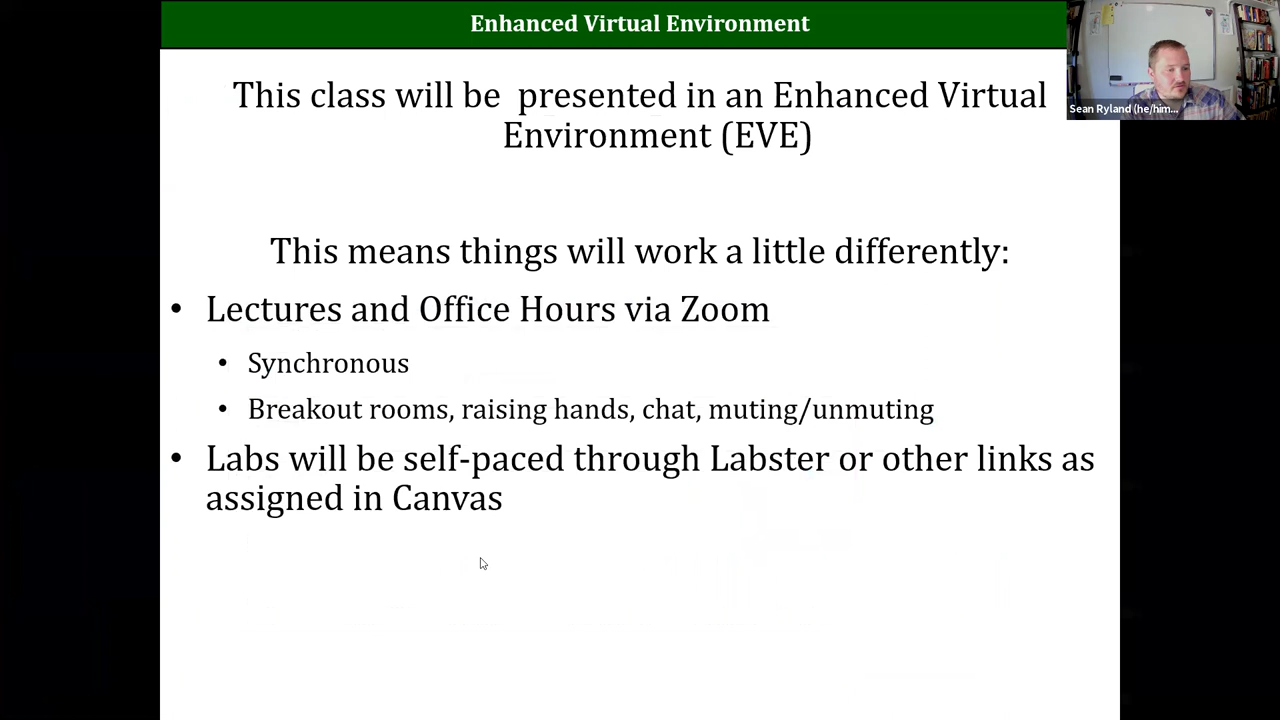 Enhanced Virtual Environment
Sean Ryland (he/him...
This class will be  presented in an Enhanced Virtual
Environment (EVE)
This means things will work a little differently:
• Lectures and Office Hours via Zoom
• Synchronous
• Breakout rooms, raising hands, chat, muting/unmuting
• Labs will be self-paced through Labster or other links as
assigned in Canvas